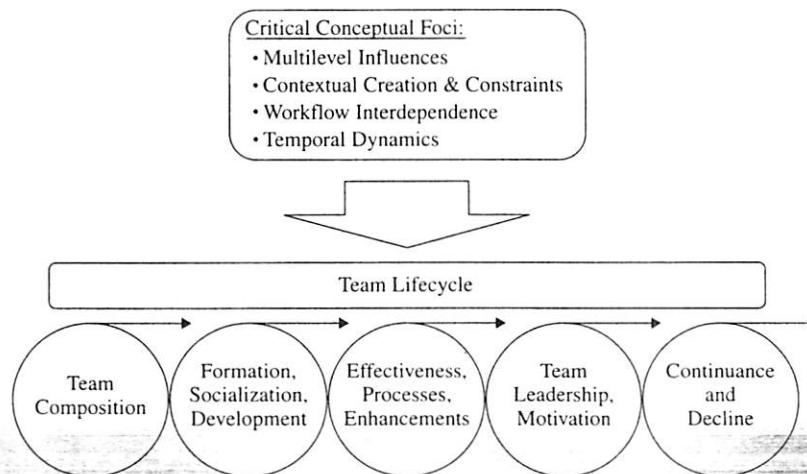 Critical Conceptual Foci:
• Multilevel Influences
• Contextual Creation & Constraints
• Workflow Interdependence
• Temporal Dynamics
Team Lifecycle
Team
Composition
Formation,
Socialization,
Development
Effectiveness,
Processes,
Enhancements
Team
Leadership,
Motivation
Continuance
and
Decline